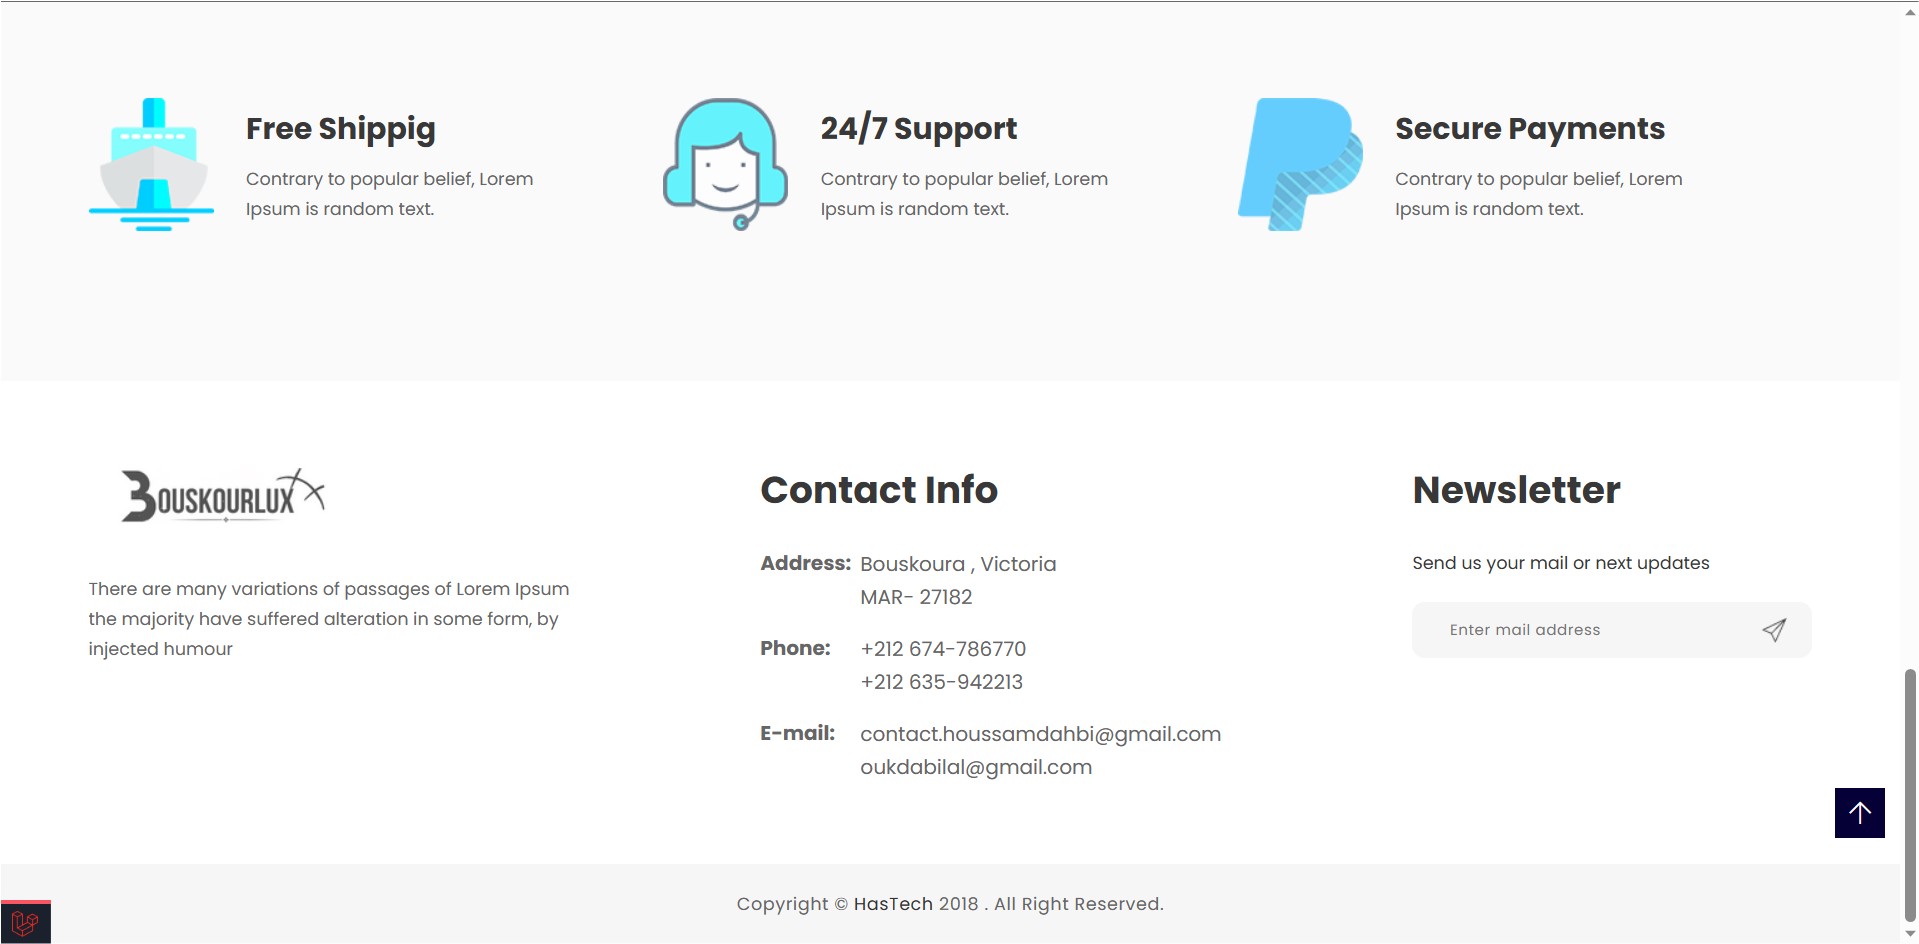 Free Shippig
Contrary to popular belief, Lorem
Ipsum is random text.
24/7 Support
Contrary to popular belief, Lorem
Ipsum is random text.
Secure Payments
Contrary to popular belief, Lorem
Ipsum is random text.
BOUSKOURLUX
There are many variations of passages of Lorem Ipsum
the majority have suffered alteration in some form, by
injected humour
Contact Info
Address: Bouskoura , Victoria
MAR- 27182
Phone: +212 674-786770
+212 635-942213
E-mail: contact.houssamdahbi@gmail.com
oukdabilal@gmail.com
Newsletter
Send us your mail or next updates
Enter mail address
Copyright © HasTech 2018 . All Right Reserved.